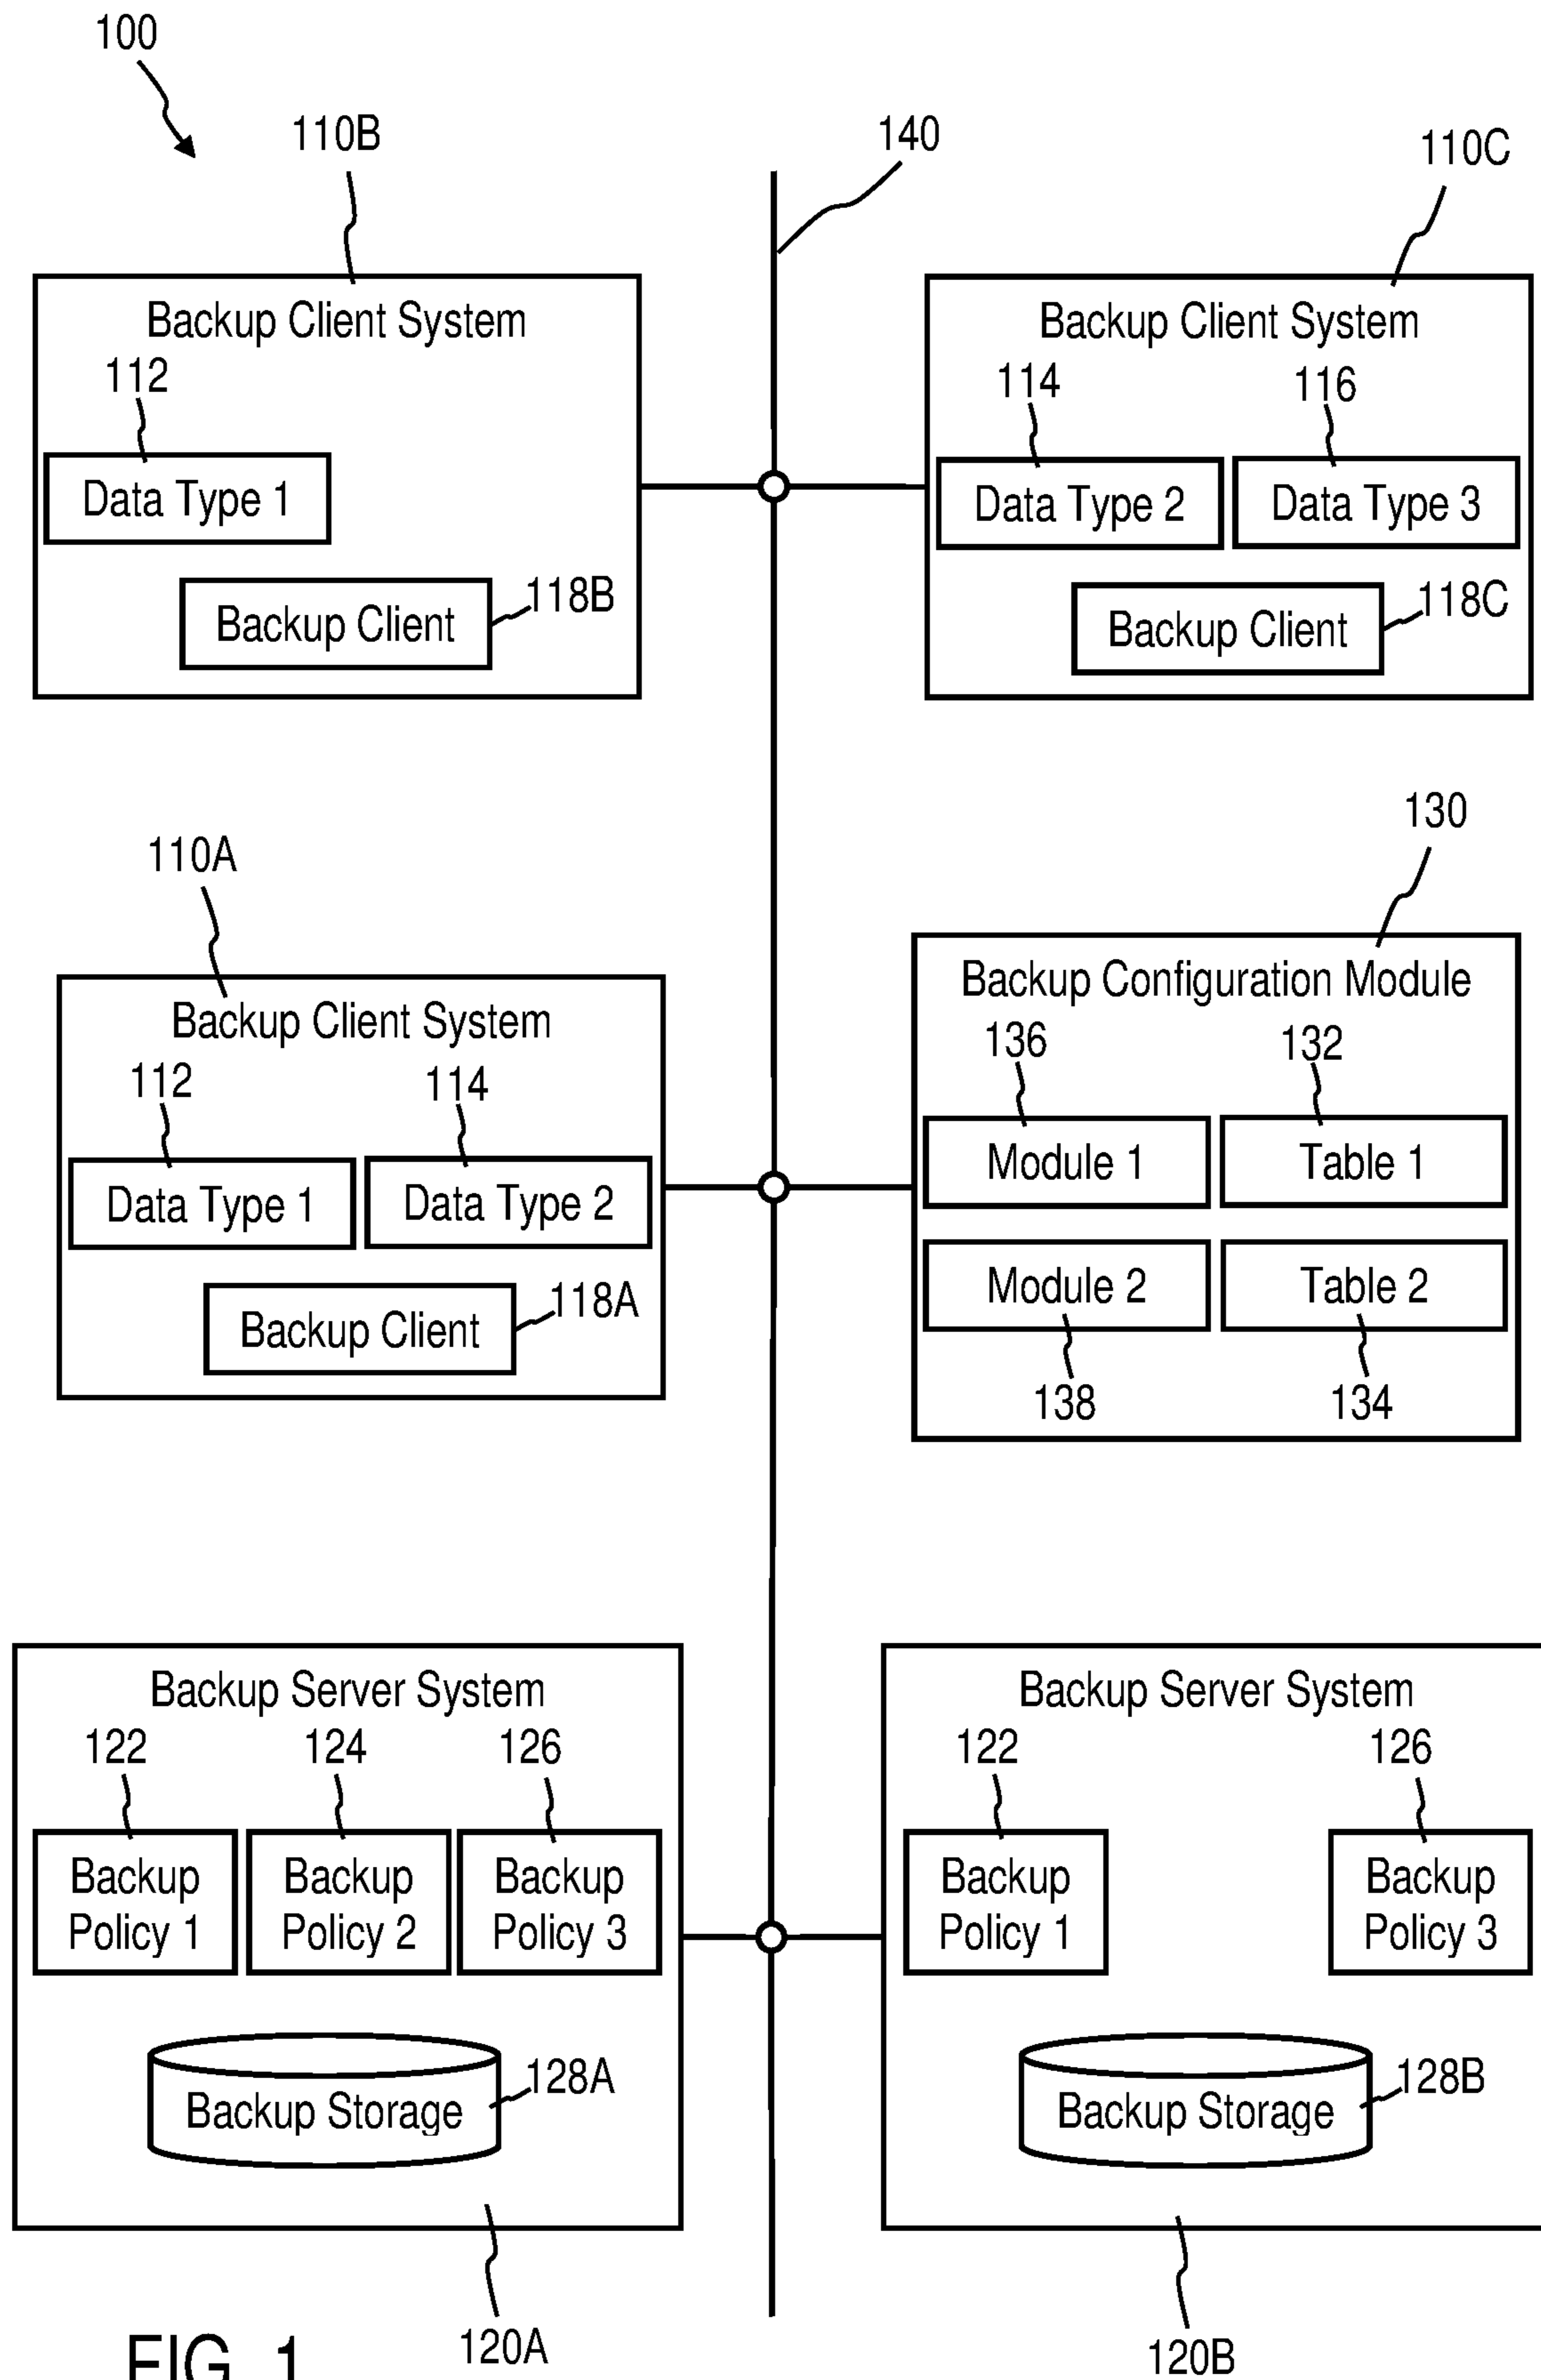 100
110B
140
110C
Backup Client System
112
Data Type 1
Backup Client
118B
Backup Client System
114
116
Data Type 2
Data Type 3
Backup Client
118C
110A
Backup Client System
112
114
Data Type 1
Data Type 2
Backup Client
118A
130
Backup Configuration Module
136
132
Module 1
Table 1
Module 2
Table 2
138
134
Backup Server System
122
124
126
Backup
Policy 1
Backup
Policy 2
Backup
Policy 3
Backup Storage
128A
120A
Backup Server System
122
126
Backup
Policy 1
Backup
Policy 3
Backup Storage
128B
120B
FIG. 1